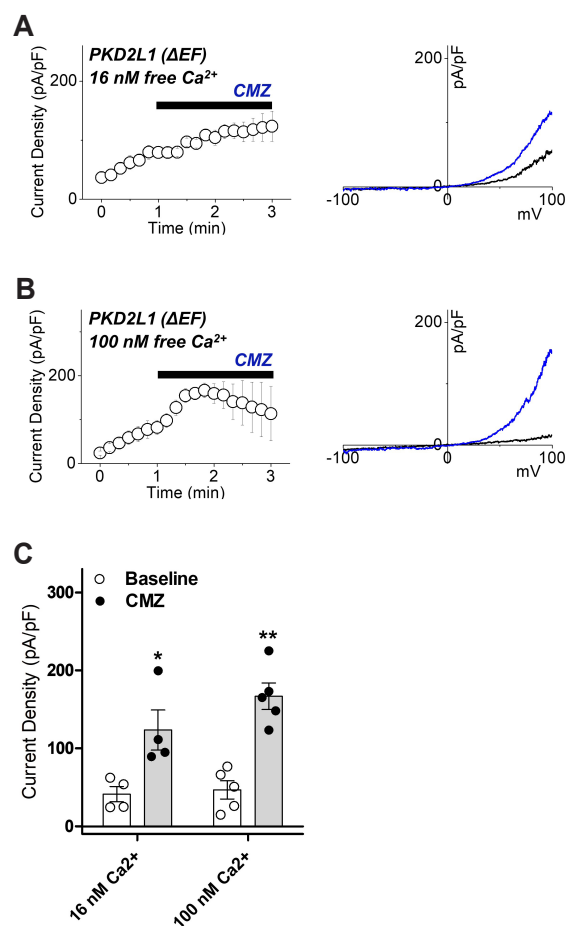 A
PKD2L1 (ΔEF)
16 nM free Ca2+
CMZ
Current Density (pA/pF)
200
0
0 1 2 3
Time (min)
200
pA/pF
0
-100 0 100
mV
B
PKD2L1 (ΔEF)
100 nM free Ca2+
CMZ
Current Density (pA/pF)
200
0
0 1 2 3
Time (min)
200
pA/pF
0
-100 0 100
mV
C
Baseline
CMZ
Current Density (pA/pF)
300
200
100
0
*
**
16 nM Ca2+
100 nM Ca2+